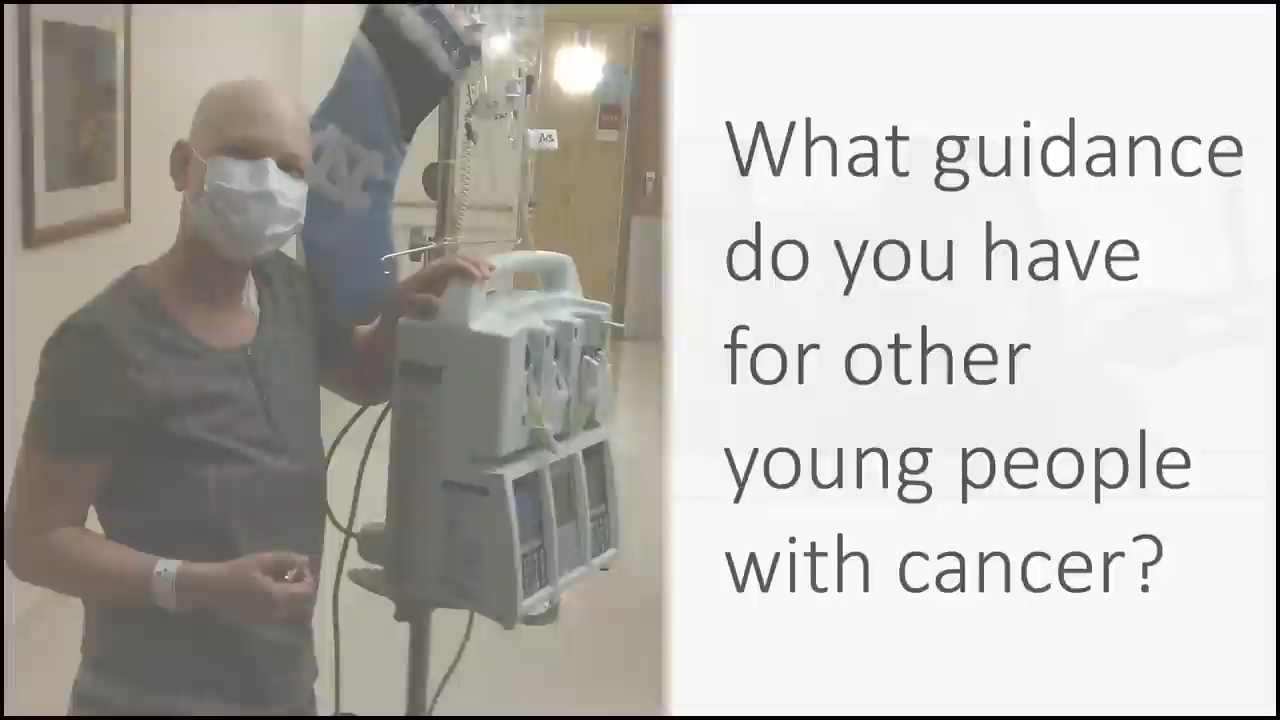 What guidance
do you have
for other
young people
with cancer?